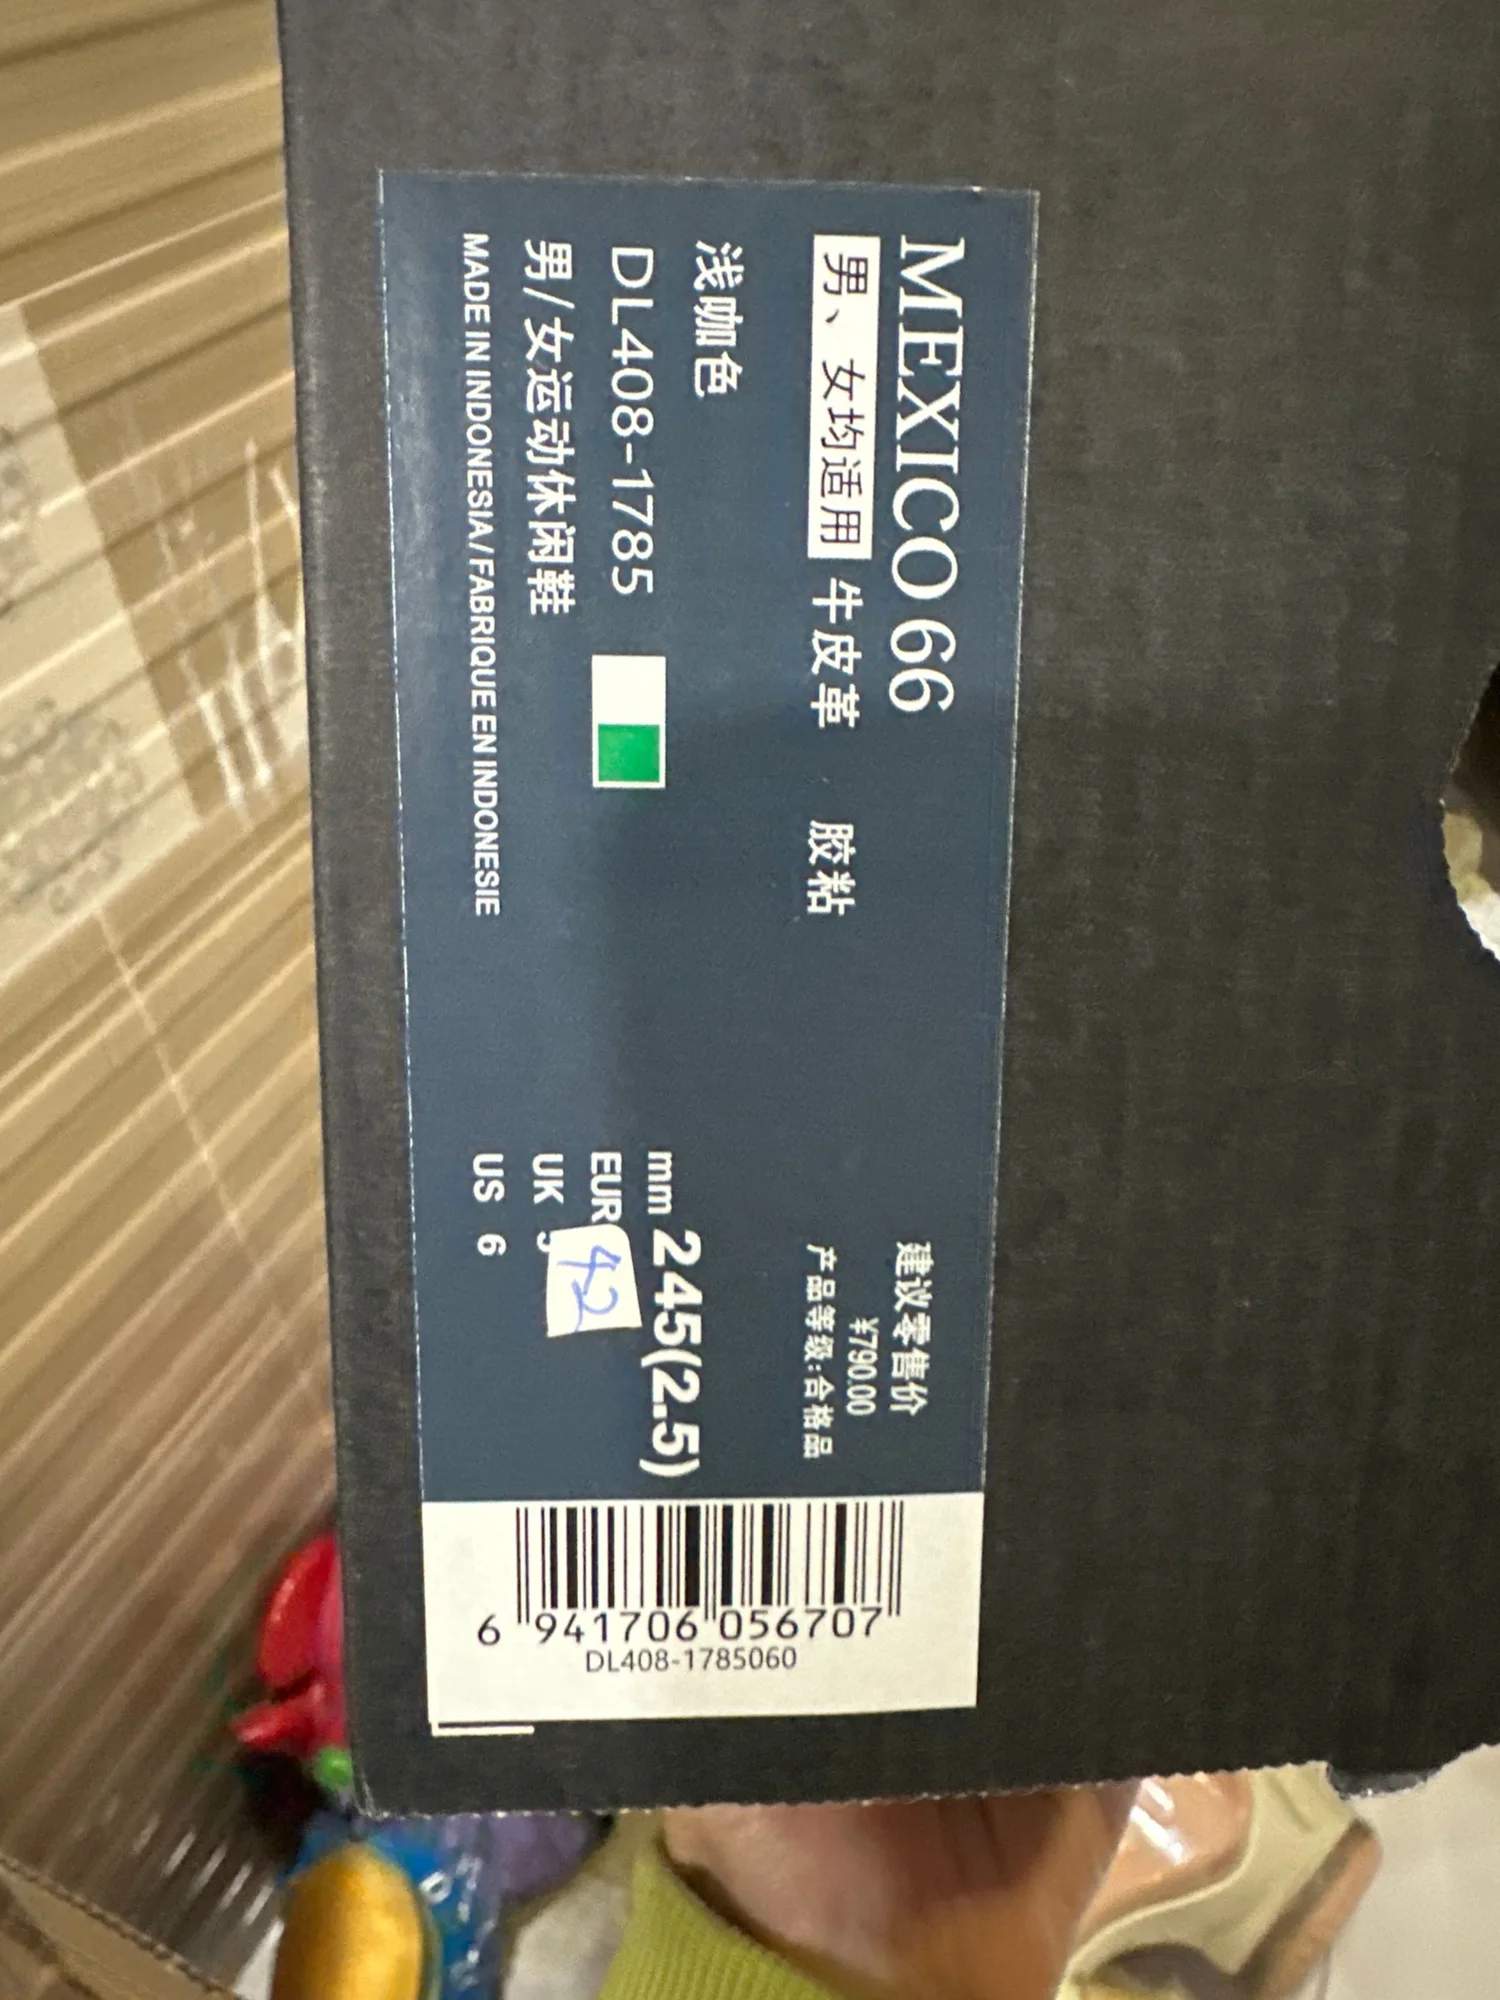 MEXICO 66
男、女均适用 牛皮革 胶粘
浅咖色
DL408-1785
男/女运动休闲鞋
MADE IN INDONESIA/FABRIQUE EN INDONESIE
建议零售价
¥790.00
产品等级:合格品
mm 245(2.5)
EUR 42
UK
US 6
6 941706 056707
DL408-1785060